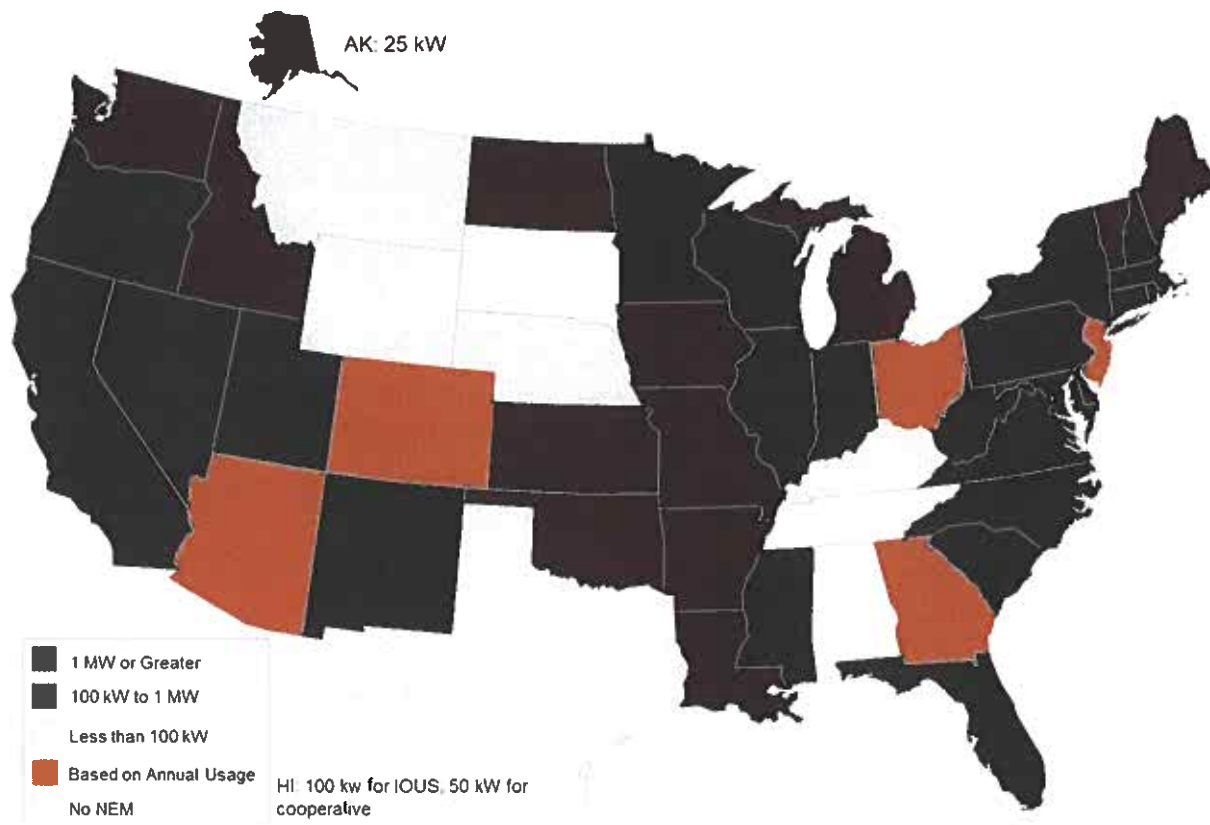 AK: 25 kW
1 MW or Greater
100 kW to 1 MW
Less than 100 kW
Based on Annual Usage
No NEM
HI: 100 kw for IOUS, 50 kW for
cooperative